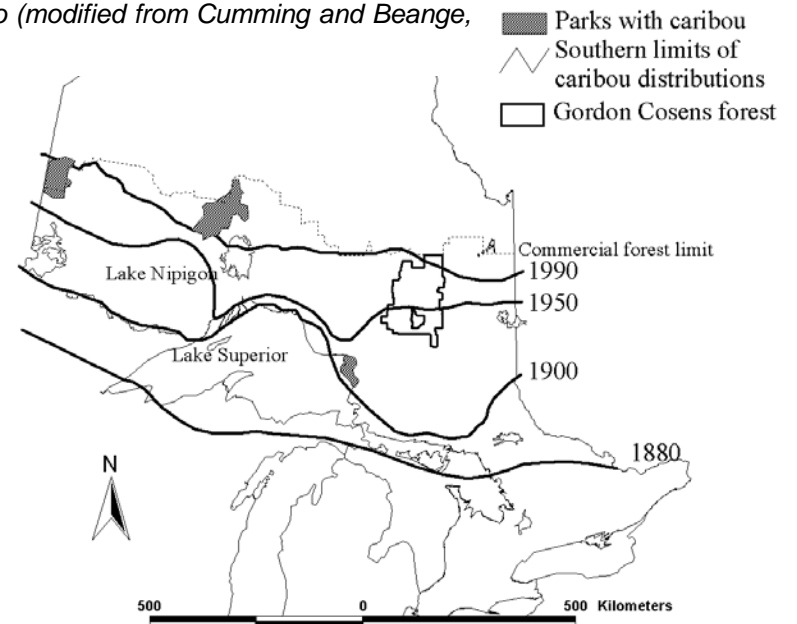 o (modified from Cumming and Beange,
Parks with caribou
Southern limits of
caribou distributions
Gordon Cosens forest
Commercial forest limit
1990
Lake Nipigon
1950
Lake Superior
1900
1880
N
500 0 500 Kilometers